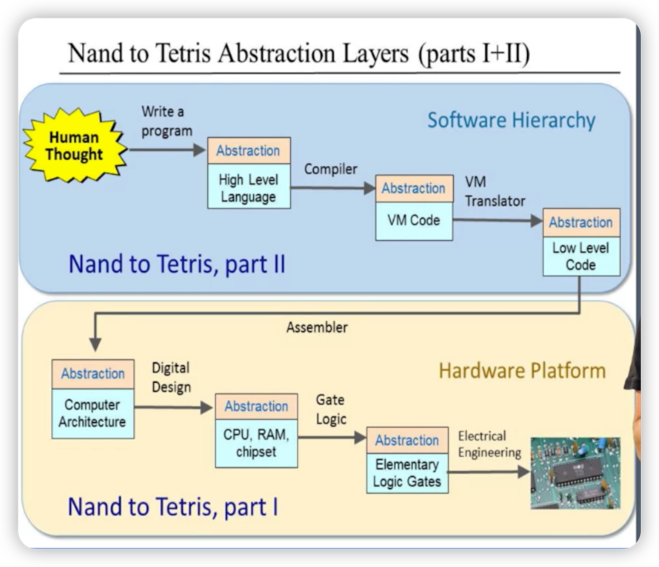 Nand to Tetris Abstraction Layers (parts I+II)
Software Hierarchy
Human
Thought
Write a
program
Abstraction
High Level
Language
Compiler
Abstraction
VM Code
VM
Translator
Abstraction
Low Level
Code
Nand to Tetris, part II
Assembler
Hardware Platform
Abstraction
Computer
Architecture
Digital
Design
Abstraction
CPU, RAM,
chipset
Gate
Logic
Abstraction
Elementary
Logic Gates
Electrical
Engineering
Nand to Tetris, part I